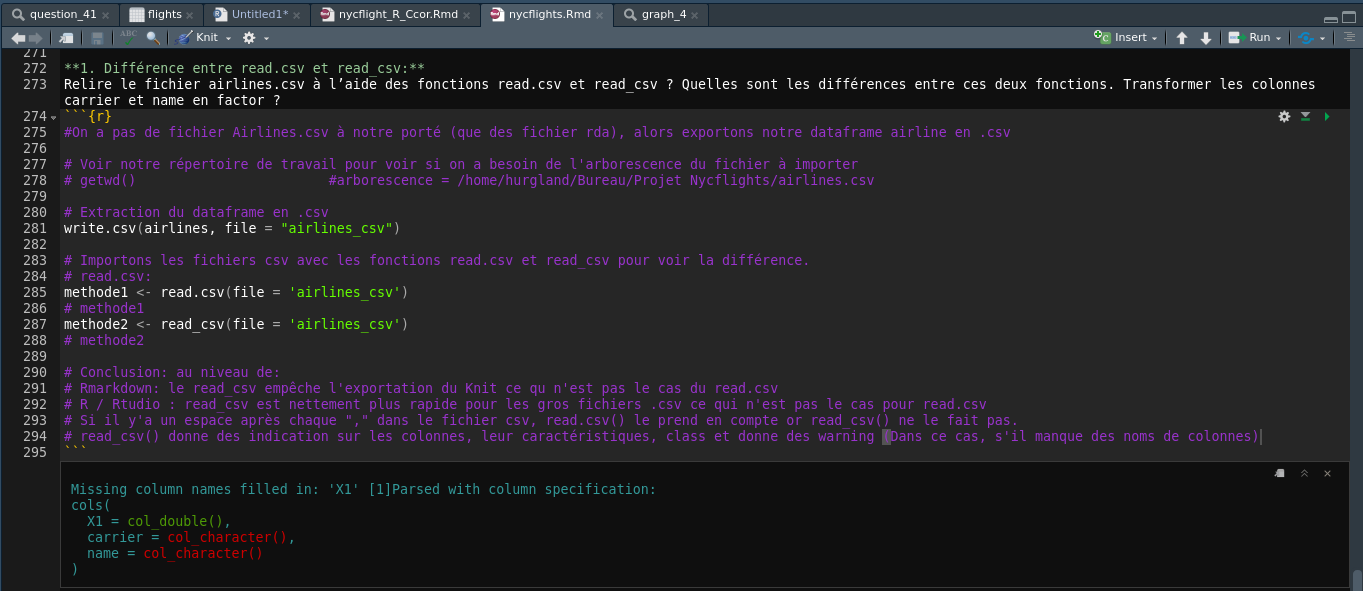 question_41 × flights × Untitled1* × nycflight_R_Ccor.Rmd × nycflights.Rmd × graph_4 ×
ABC Knit Insert Run
271
272 **1. Différence entre read.csv et read_csv:**
273 Relire le fichier airlines.csv à l’aide des fonctions read.csv et read_csv ? Quelles sont les différences entre ces deux fonctions. Transformer les colonnes
carrier et name en factor ?
274 ```{r}
275 #On a pas de fichier Airlines.csv à notre porté (que des fichier rda), alors exportons notre dataframe airline en .csv
276
277 # Voir notre répertoire de travail pour voir si on a besoin de l'arborescence du fichier à importer
278 # getwd() #arborescence = /home/hurgland/Bureau/Projet Nycflights/airlines.csv
279
280 # Extraction du dataframe en .csv
281 write.csv(airlines, file = "airlines_csv")
282
283 # Importons les fichiers csv avec les fonctions read.csv et read_csv pour voir la différence.
284 # read.csv:
285 methode1 <- read.csv(file = 'airlines_csv')
286 # methode1
287 methode2 <- read_csv(file = 'airlines_csv')
288 # methode2
289
290 # Conclusion: au niveau de:
291 # Rmarkdown: le read_csv empêche l'exportation du Knit ce qu n'est pas le cas du read.csv
292 # R / Rtudio : read_csv est nettement plus rapide pour les gros fichiers .csv ce qui n'est pas le cas pour read.csv
293 # Si il y'a un espace après chaque "," dans le fichier csv, read.csv() le prend en compte or read_csv() ne le fait pas.
294 # read_csv() donne des indication sur les colonnes, leur caractéristiques, class et donne des warning (Dans ce cas, s'il manque des noms de colonnes)
295 ```
Missing column names filled in: 'X1' [1]Parsed with column specification:
cols(
X1 = col_double(),
carrier = col_character(),
name = col_character()
)